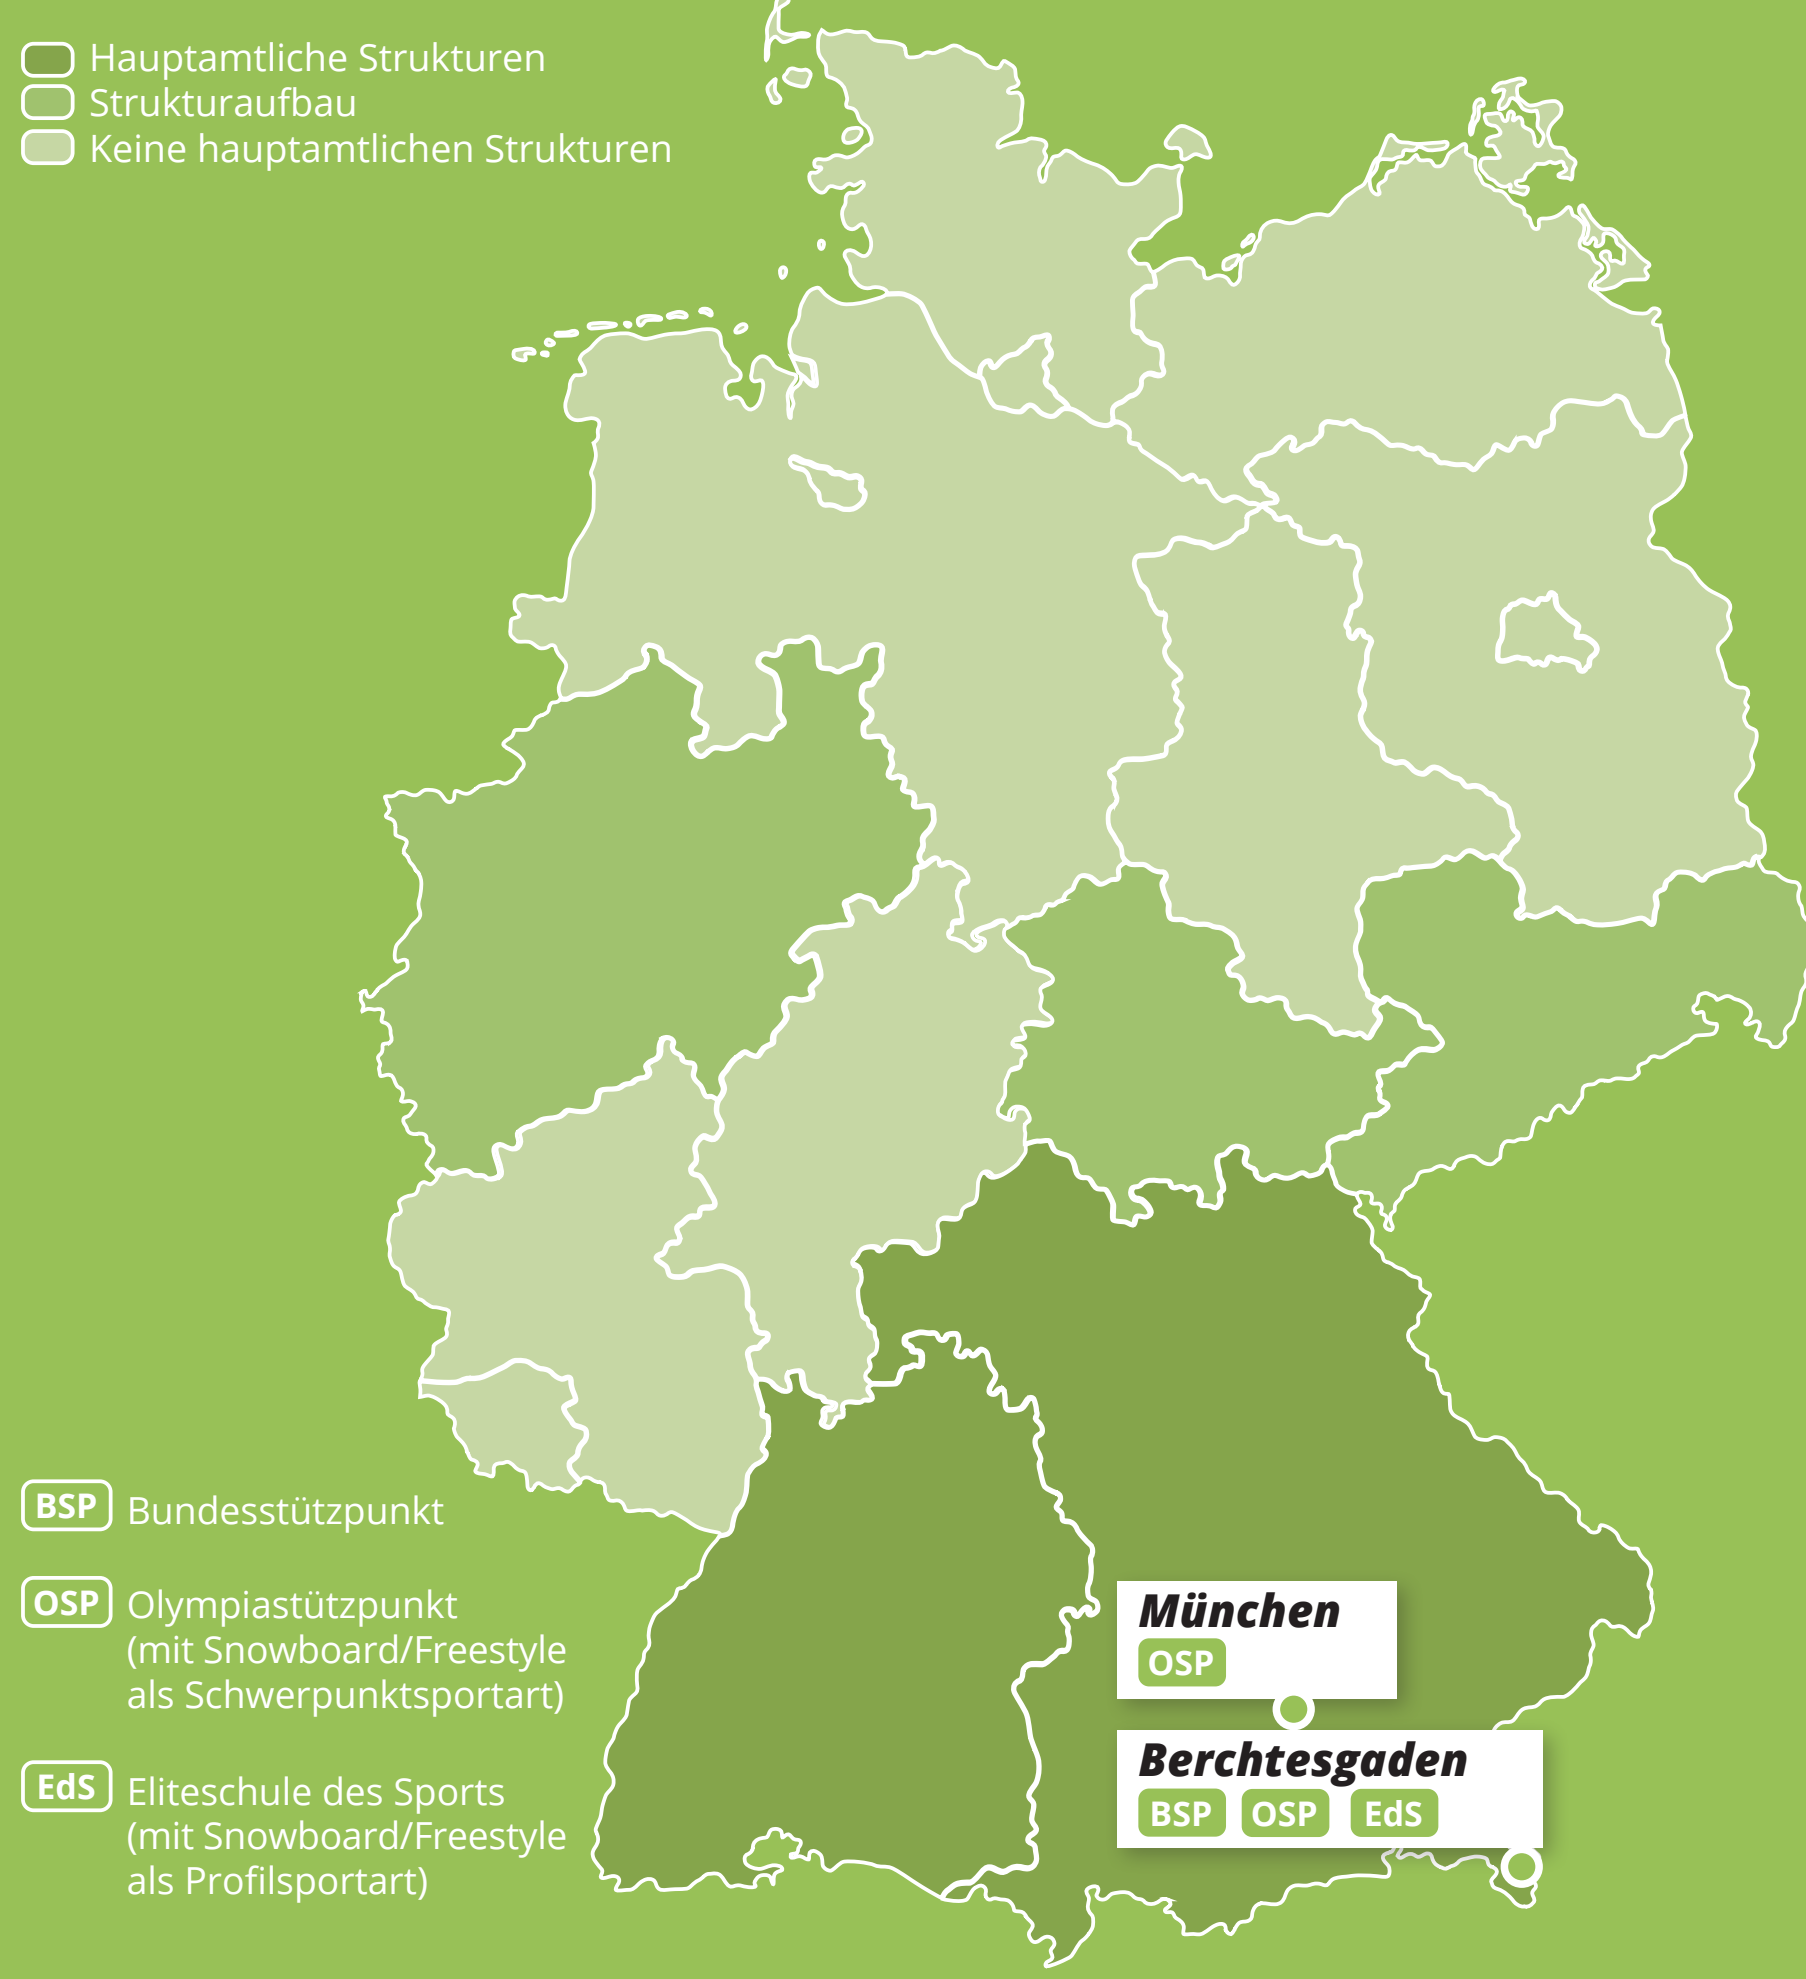 Hauptamtliche Strukturen
Strukturaufbau
Keine hauptamtlichen Strukturen
BSP Bundesstützpunkt
OSP Olympiastützpunkt
(mit Snowboard/Freestyle
als Schwerpunktsportart)
EdS Eliteschule des Sports
(mit Snowboard/Freestyle
als Profilsportart)
München
OSP
Berchtesgaden
BSP OSP EdS